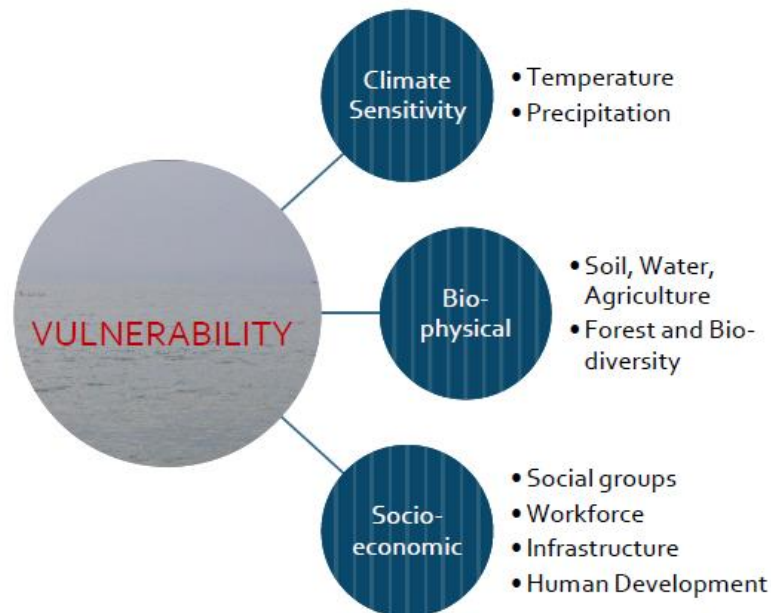 Climate
Sensitivity
• Temperature
• Precipitation
VULNERABILITY
Bio-
physical
• Soil, Water,
Agriculture
• Forest and Bio-
diversity
Socio-
economic
• Social groups
• Workforce
• Infrastructure
• Human Development